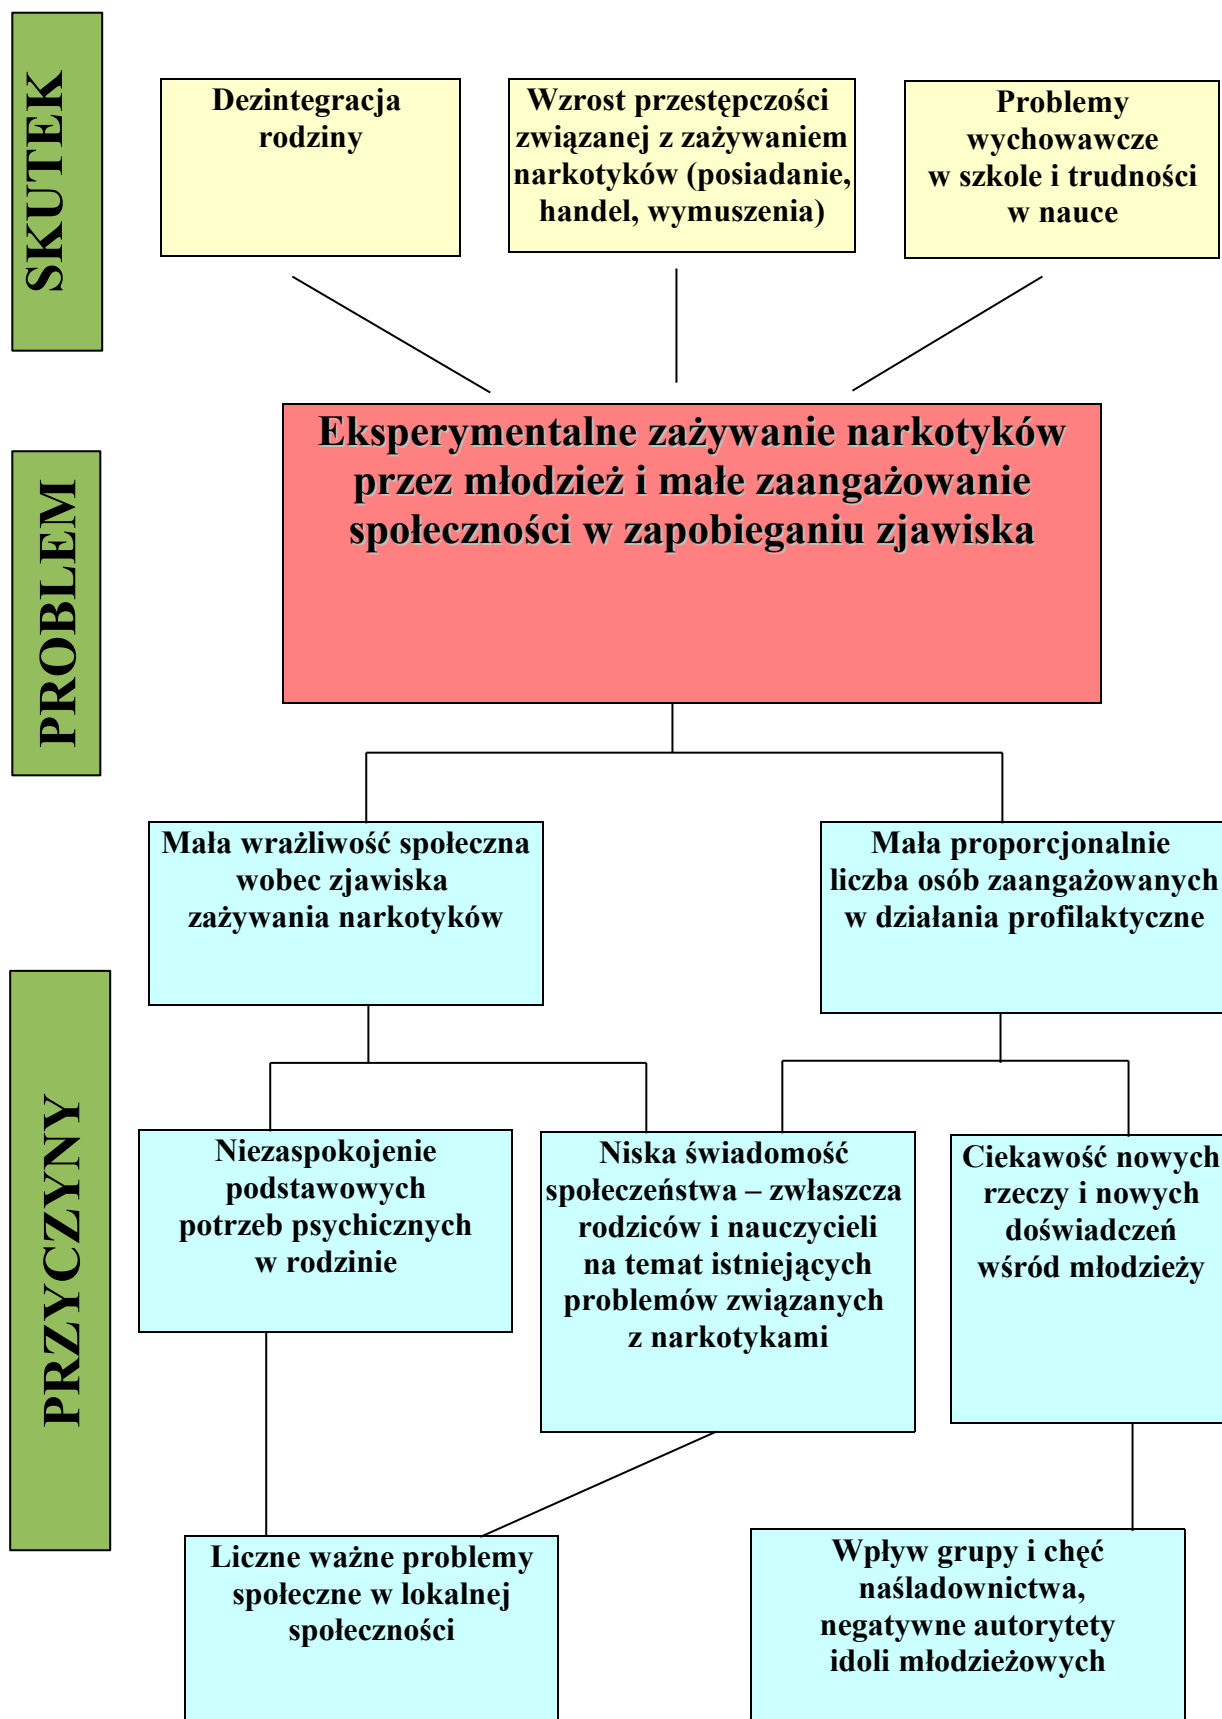 SKUTEK
Dezintegracja
rodziny
Wzrost przestępczości
związanej z zażywaniem
narkotyków (posiadanie,
handel, wymuszenia)
Problemy
wychowawcze
w szkole i trudności
w nauce
PROBLEM
Eksperymentalne zażywanie narkotyków
przez młodzież i małe zaangażowanie
społeczności w zapobieganiu zjawiska
PRZYCZYNY
Mała wrażliwość społeczna
wobec zjawiska
zażywania narkotyków
Mała proporcjonalnie
liczba osób zaangażowanych
w działania profilaktyczne
Niezaspokojenie
podstawowych
potrzeb psychicznych
w rodzinie
Niska świadomość
społeczeństwa – zwłaszcza
rodziców i nauczycieli
na temat istniejących
problemów związanych
z narkotykami
Ciekawość nowych
rzeczy i nowych
doświadczeń
wśród młodzieży
Liczne ważne problemy
społeczne w lokalnej
społeczności
Wpływ grupy i chęć
naśladownictwa,
negatywne autorytety
idoli młodzieżowych